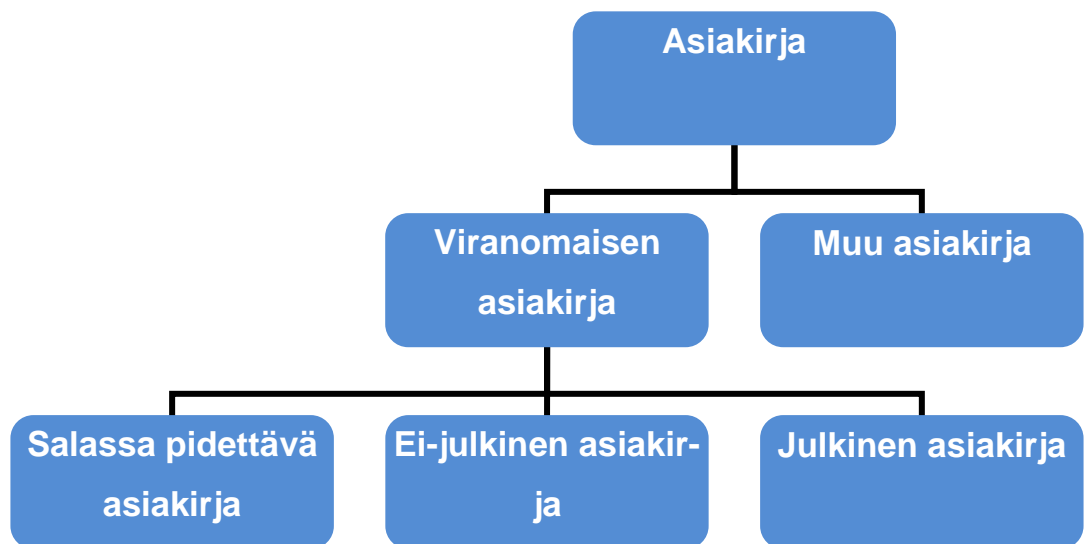 Asiakirja
Viranomaisen
asiakirja
Muu asiakirja
Salassa pidettävä
asiakirja
Ei-julkinen asiakir-
ja
Julkinen asiakirja